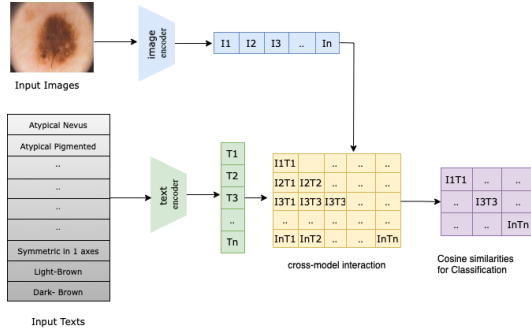 image
encoder
I1 I2 I3 .. In
Input Images
Atypical Nevus
Atypical Pigmented
..
..
..
..
Symmetric in 1 axes
Light-Brown
Dark- Brown
Input Texts
text
encoder
T1
T2
T3
..
Tn
I1T1 .. .. ..
I2T1 I2T2 .. ..
I3T1 I3T3 I3T3 .. ..
.. .. .. .. ..
InT1 InT2 .. .. InTn
cross-model interaction
I1T1 .. ..
.. I3T3 ..
.. .. InTn
Cosine similarities
for Classification